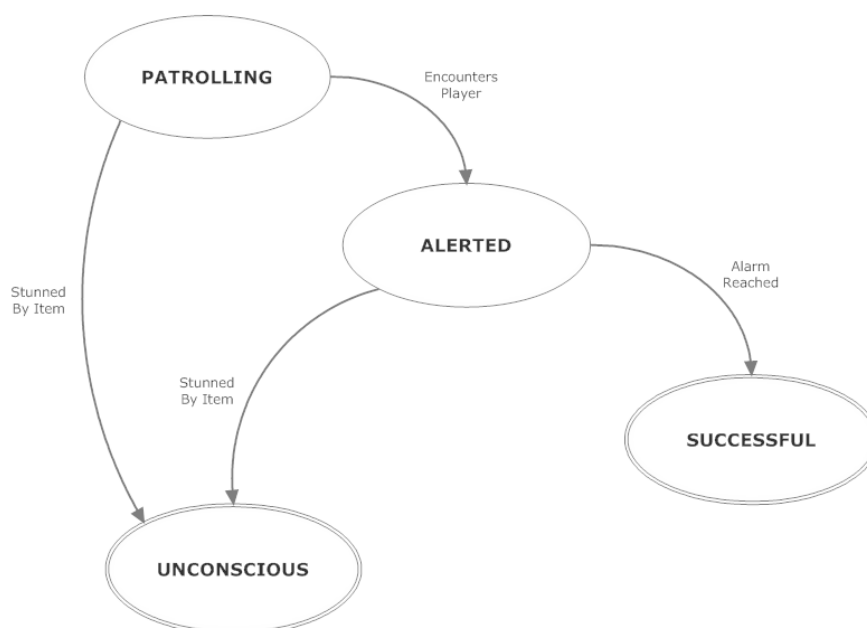 PATROLLING
Encounters
Player
ALERTED
Alarm
Reached
Stunned
By Item
Stunned
By Item
SUCCESSFUL
UNCONSCIOUS